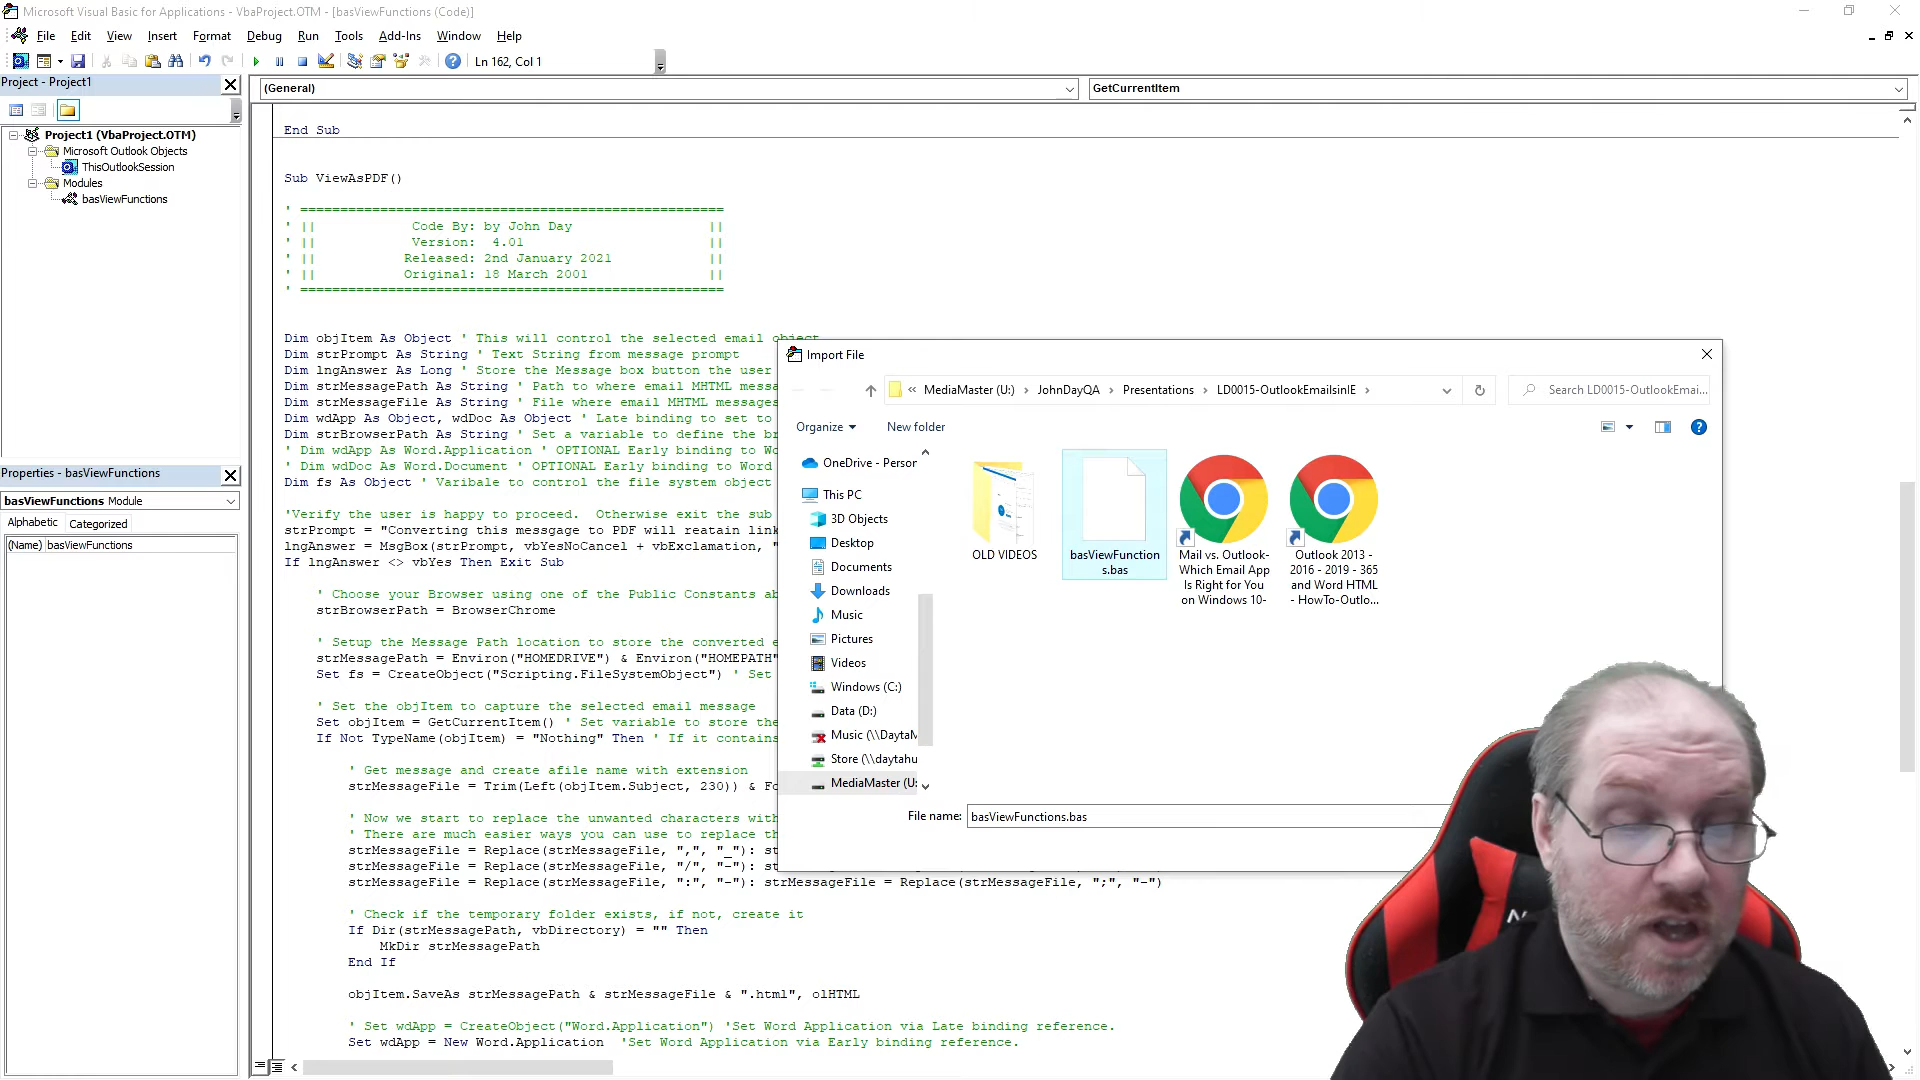 Microsoft Visual Basic for Applications - VbaProject.OTM - [basViewFunctions (Code)]
File Edit View Insert Format Debug Run Tools Add-Ins Window Help
Ln 162, Col 1
Project - Project1
(General)
GetCurrentItem
Project1 (VbaProject.OTM)
Microsoft Outlook Objects
ThisOutlookSession
Modules
basViewFunctions
Properties - basViewFunctions
basViewFunctions Module
Alphabetic Categorized
(Name) basViewFunctions
End Sub
Sub ViewAsPDF()
' =====================================================
' || Code By: by John Day ||
' || Version: 4.01 ||
' || Released: 2nd January 2021 ||
' || Original: 18 March 2001 ||
' =====================================================
Dim objItem As Object ' This will control the selected email object
Dim strPrompt As String ' Text String from message prompt
Dim lngAnswer As Long ' Store the Message box button the user
Dim strMessagePath As String ' Path to where email MHTML mess
Dim strMessageFile As String ' File where email MHTML messages
Dim wdApp As Object, wdDoc As Object ' Late binding to set to
Dim strBrowserPath As String ' Set a variable to define the br
' Dim wdApp As Word.Application ' OPTIONAL Early binding to Wo
' Dim wdDoc As Word.Document ' OPTIONAL Early binding to Word
Dim fs As Object ' Varibale to control the file system object
'Verify the user is happy to proceed. Otherwise exit the sub
strPrompt = "Converting this messgage to PDF will reatain link
lngAnswer = MsgBox(strPrompt, vbYesNoCancel + vbExclamation, "
If lngAnswer <> vbYes Then Exit Sub
' Choose your Browser using one of the Public Constants ab
strBrowserPath = BrowserChrome
' Setup the Message Path location to store the converted e
strMessagePath = Environ("HOMEDRIVE") & Environ("HOMEPATH"
Set fs = CreateObject("Scripting.FileSystemObject") ' Set
' Set the objItem to capture the selected email message
Set objItem = GetCurrentItem() ' Set variable to store the
If Not TypeName(objItem) = "Nothing" Then ' If it contains
' Get message and create afile name with extension
strMessageFile = Trim(Left(objItem.Subject, 230)) & Fo
' Now we start to replace the unwanted characters with
' There are much easier ways you can use to replace th
strMessageFile = Replace(strMessageFile, ",", "_"): st
strMessageFile = Replace(strMessageFile, "/", "-"): st
strMessageFile = Replace(strMessageFile, ":", "-"): strMessageFile = Replace(strMessageFile, ";", "-")
' Check if the temporary folder exists, if not, create it
If Dir(strMessagePath, vbDirectory) = "" Then
MkDir strMessagePath
End If
objItem.SaveAs strMessagePath & strMessageFile & ".html", olHTML
' Set wdApp = CreateObject("Word.Application") 'Set Word Application via Late binding reference.
Set wdApp = New Word.Application 'Set Word Application via Early binding reference.
Import File
« MediaMaster (U:) › JohnDayQA › Presentations › LD0015-OutlookEmailsinIE ›
Search LD0015-OutlookEmai...
Organize New folder
OneDrive - Person
This PC
3D Objects
Desktop
Documents
Downloads
Music
Pictures
Videos
Windows (C:)
Data (D:)
Music (\\DaytaM
Store (\\daytahu
MediaMaster (U:
OLD VIDEOS
basViewFunction
s.bas
Mail vs. Outlook-
Which Email App
Is Right for You
on Windows 10-
Outlook 2013 -
2016 - 2019 - 365
and Word HTML
- HowTo-Outlo...
File name: basViewFunctions.bas